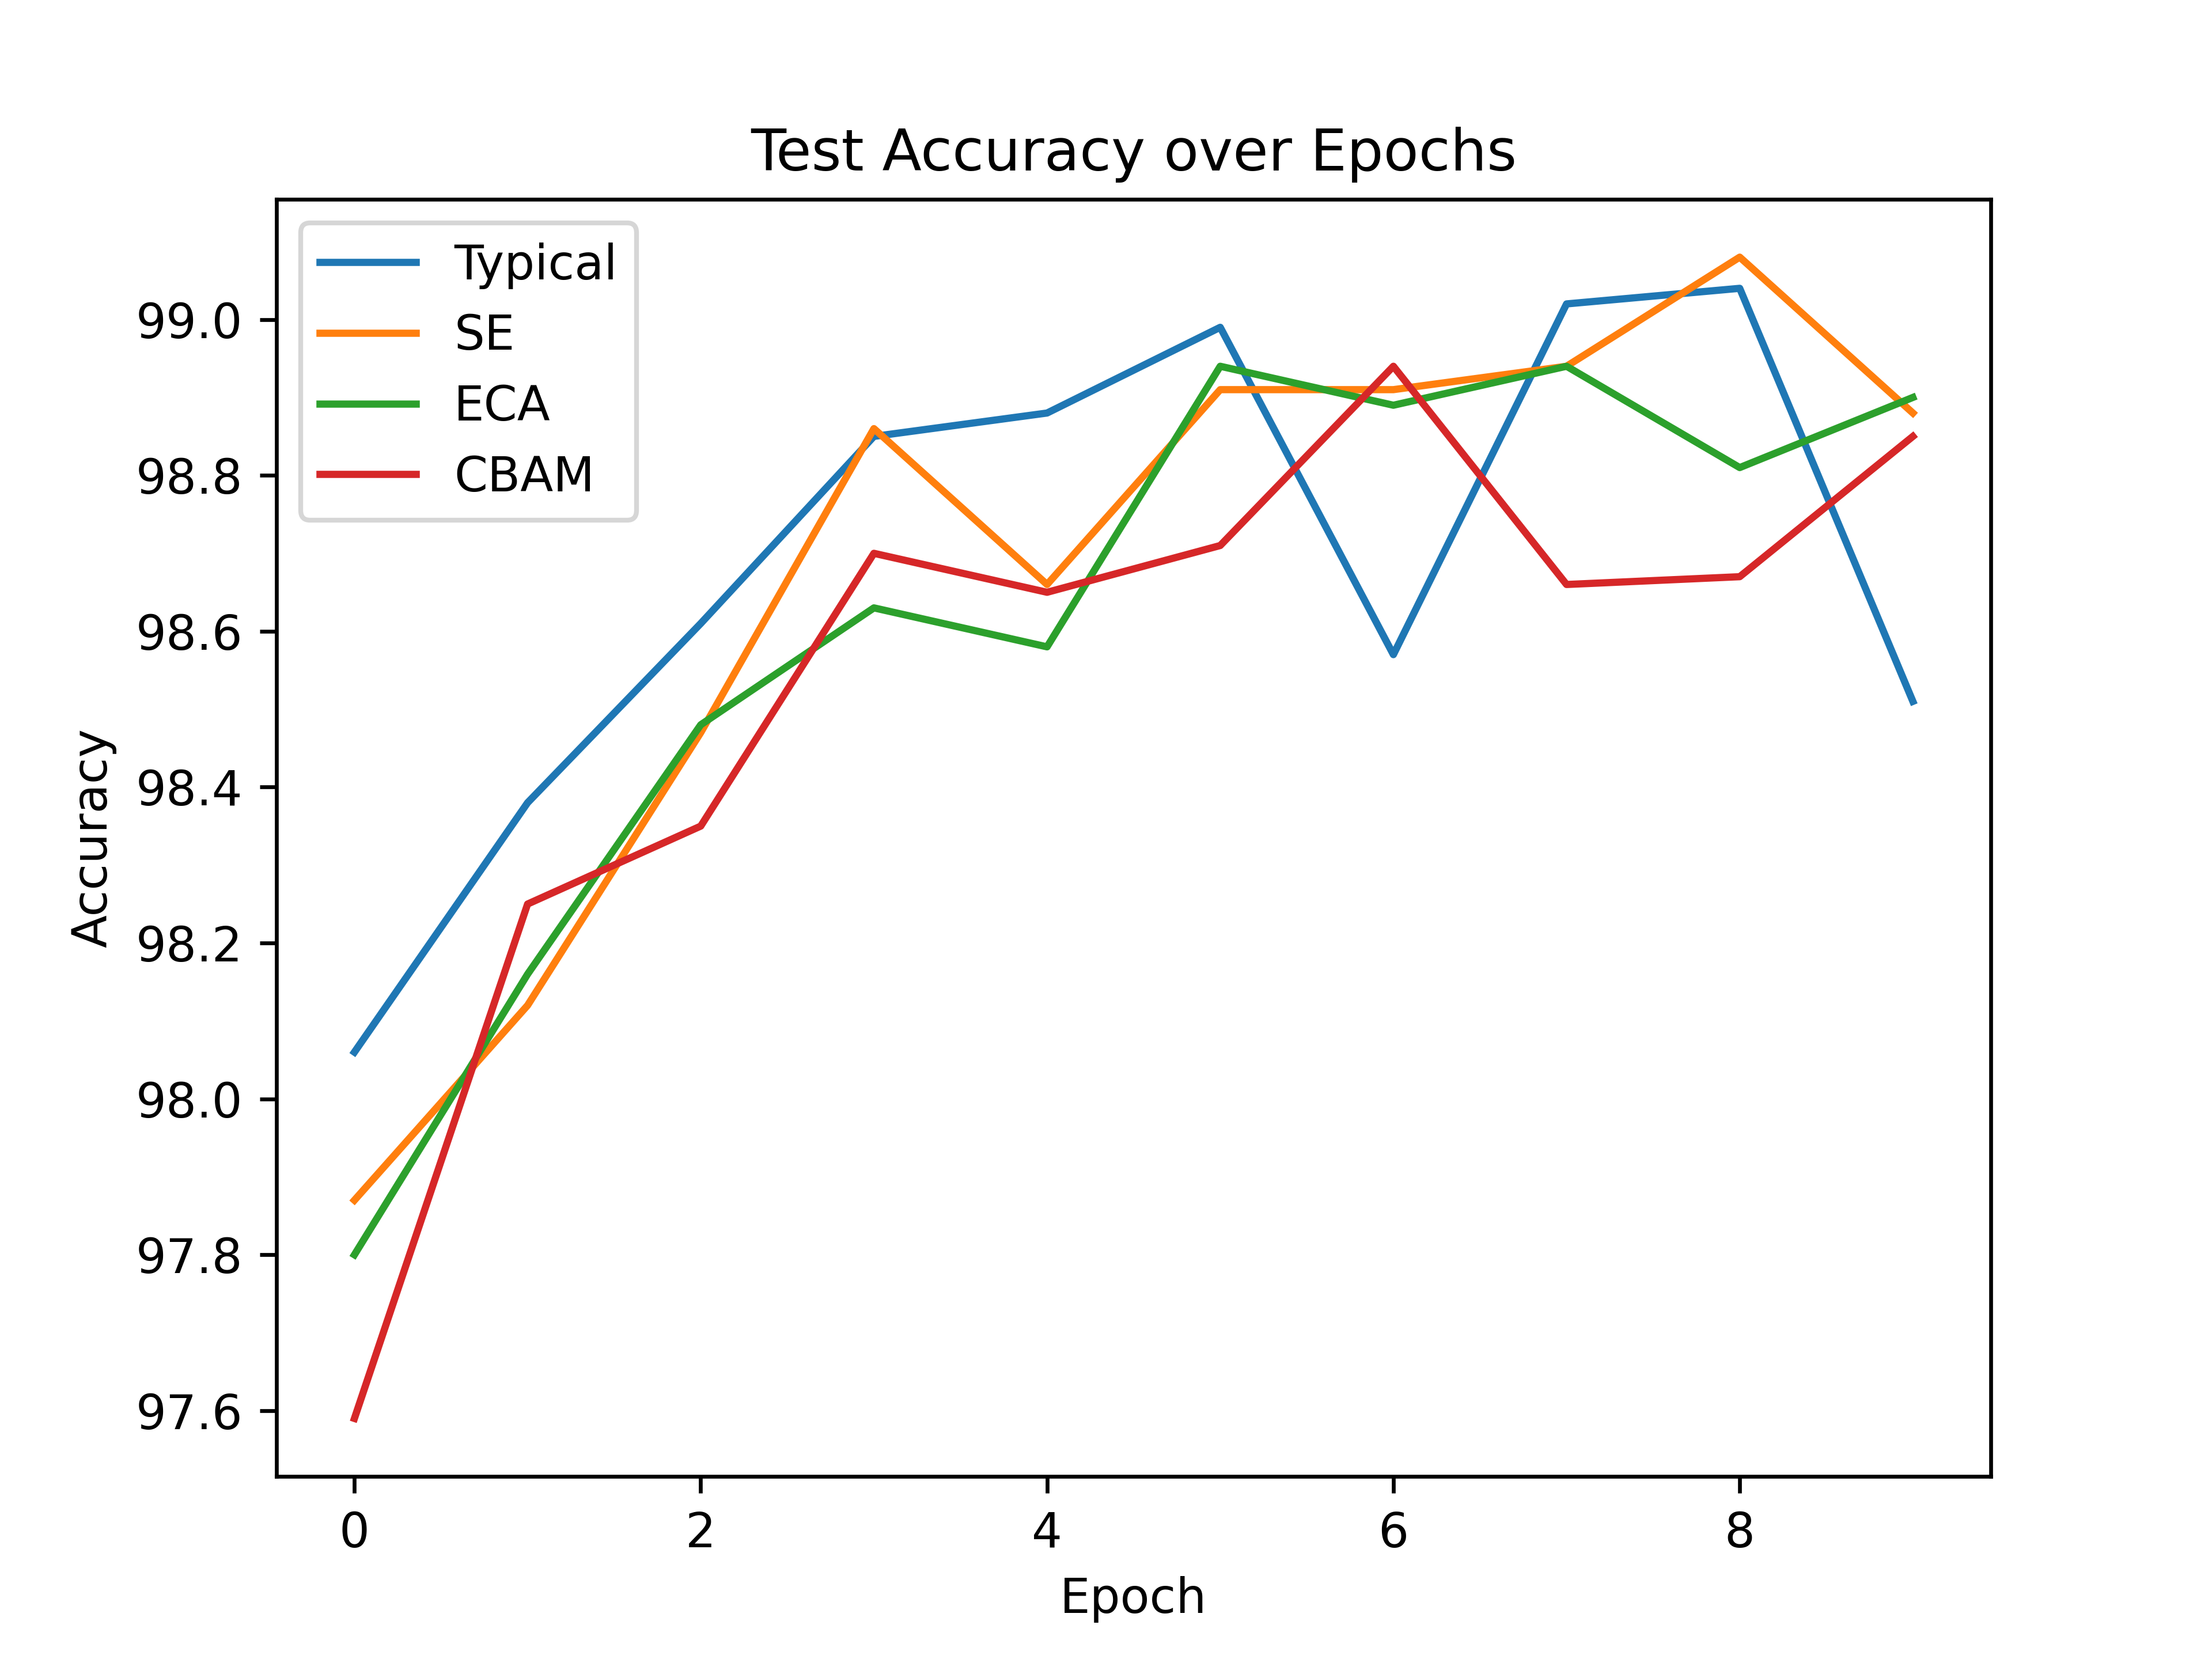 Test Accuracy over Epochs
Typical
SE
ECA
CBAM
99.0
98.8
98.6
98.4
98.2
98.0
97.8
97.6
Accuracy
0 2 4 6 8
Epoch